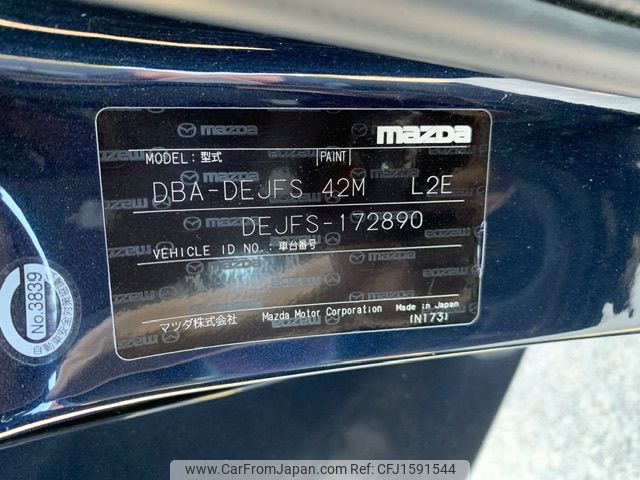 mazda
MODEL: 型式 PAINT
DBA-DEJFS 42M L2E
DEJFS-172890
VEHICLE ID NO.: 車台番号
マツダ株式会社 Mazda Motor Corporation Made in Japan
(N173)
No.3839
www.CarFromJapan.com | Stock ID: CFJ1591544